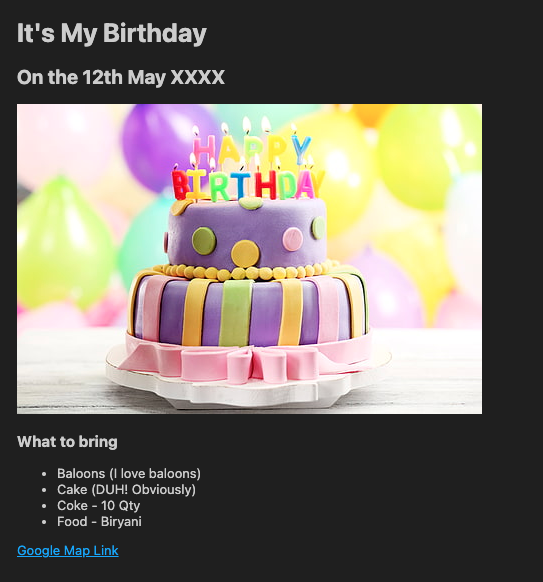 It's My Birthday
On the 12th May XXXX
HAPPY
BIRTHDAY
What to bring
Baloons (I love baloons)
Cake (DUH! Obviously)
Coke - 10 Qty
Food - Biryani
Google Map Link